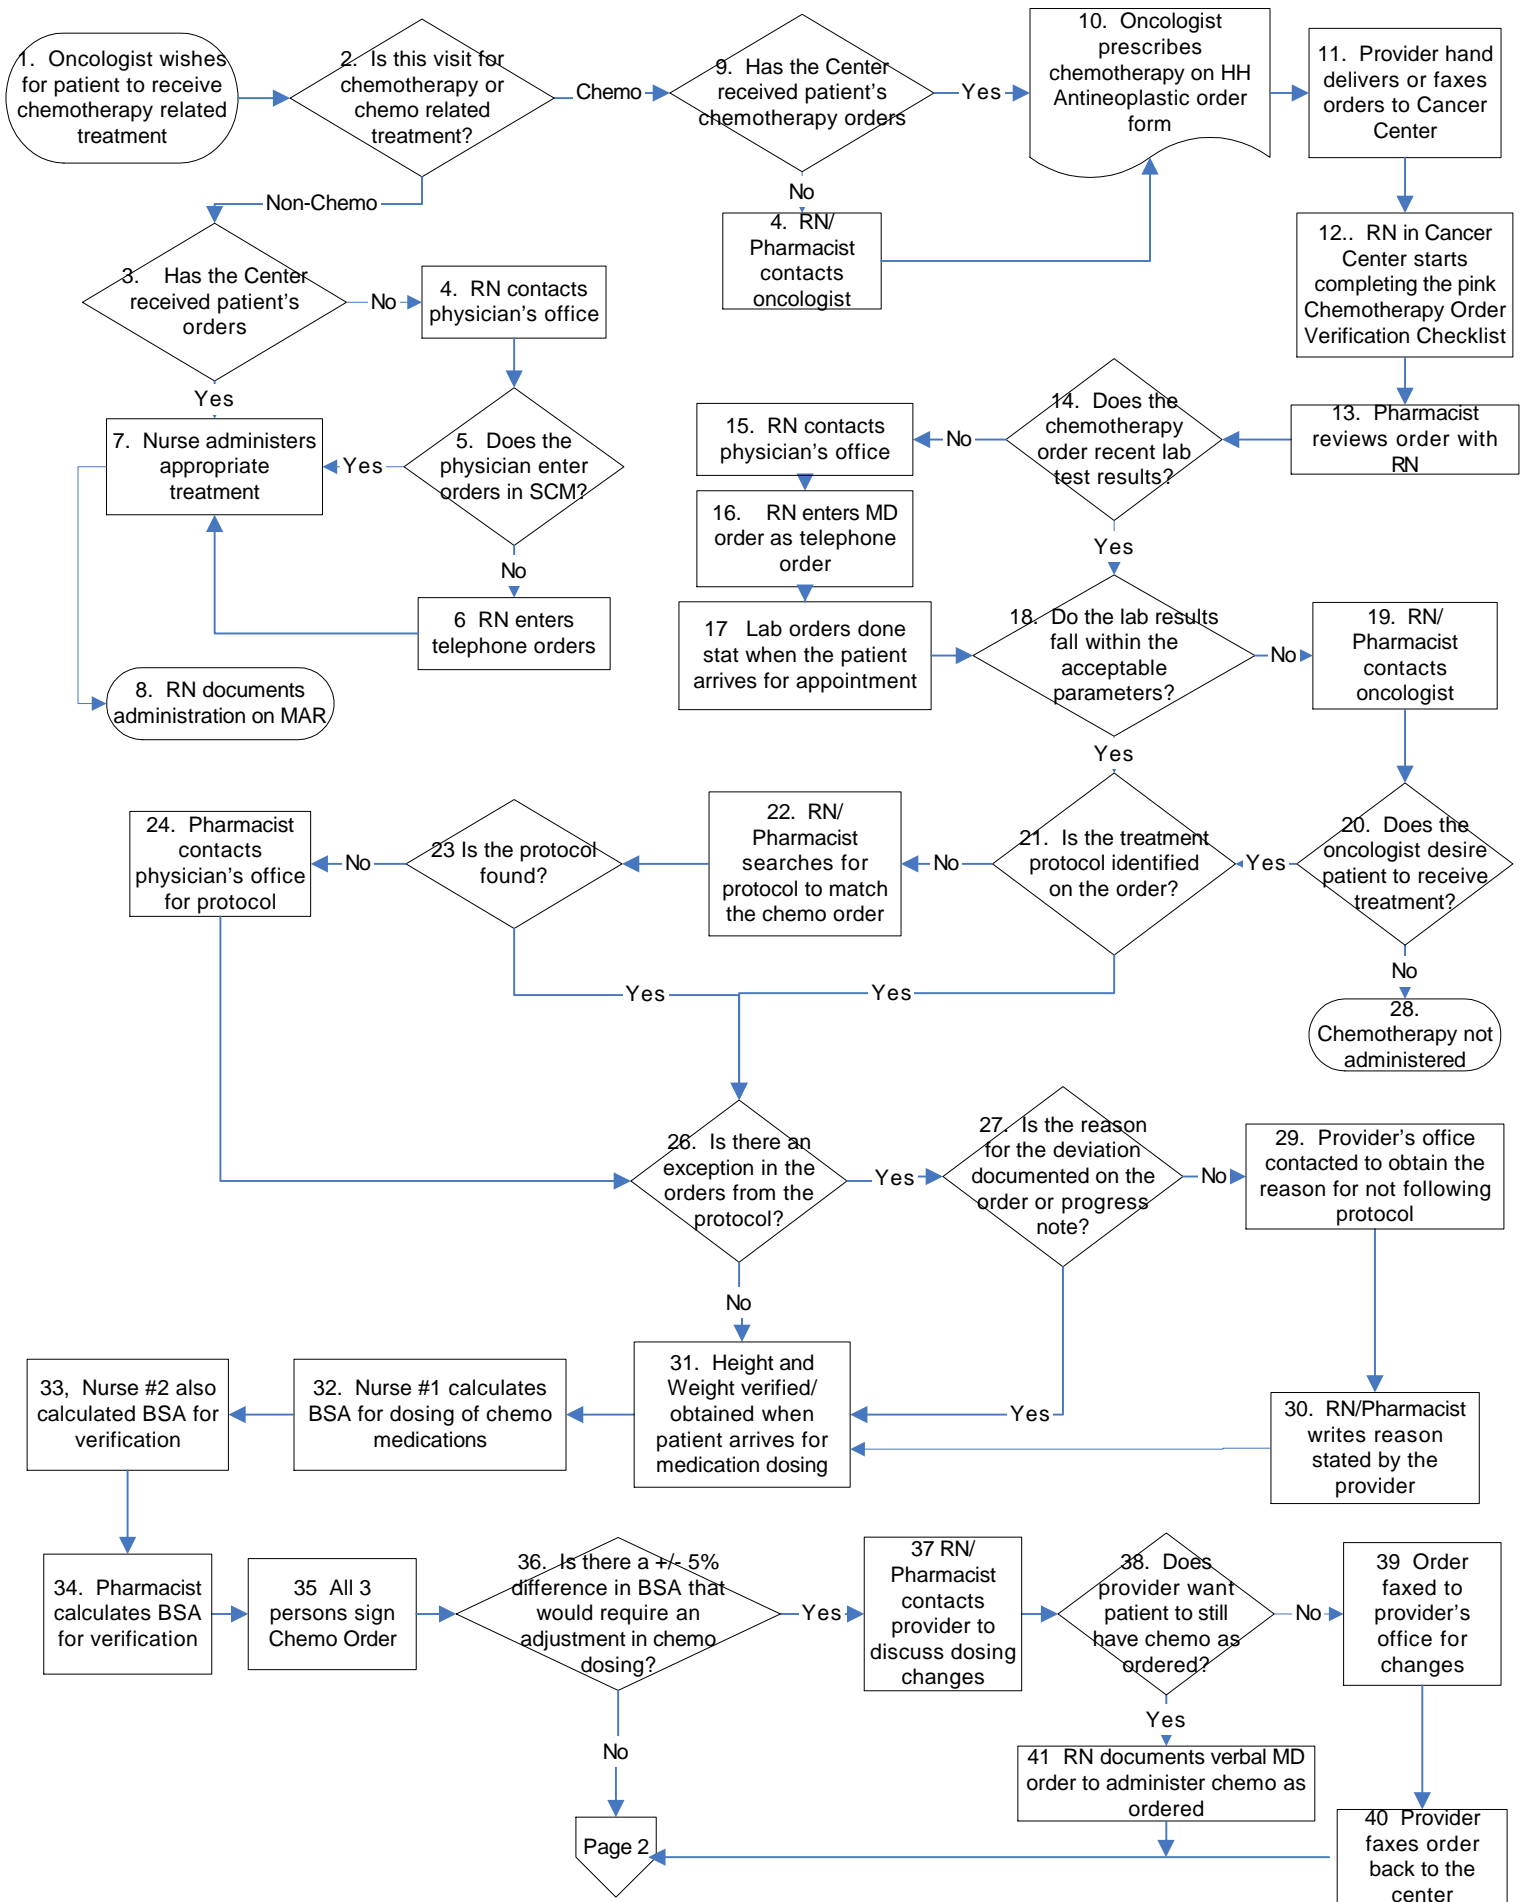 1. Oncologist wishes
for patient to receive
chemotherapy related
treatment
2. Is this visit for
chemotherapy or
chemo related
treatment?
Chemo
9. Has the Center
received patient's
chemotherapy orders
Yes
10. Oncologist
prescribes
chemotherapy on HH
Antineoplastic order
form
11. Provider hand
delivers or faxes
orders to Cancer
Center
Non-Chemo
No
4. RN/
Pharmacist
contacts
oncologist
12.. RN in Cancer
Center starts
completing the pink
Chemotherapy Order
Verification Checklist
3. Has the Center
received patient's
orders
No
4. RN contacts
physician's office
Yes
7. Nurse administers
appropriate
treatment
Yes
5. Does the
physician enter
orders in SCM?
No
6 RN enters
telephone orders
8. RN documents
administration on MAR
13. Pharmacist
reviews order with
RN
14. Does the
chemotherapy
order recent lab
test results?
No
15. RN contacts
physician's office
16. RN enters MD
order as telephone
order
17 Lab orders done
stat when the patient
arrives for appointment
Yes
18. Do the lab results
fall within the
acceptable
parameters?
No
19. RN/
Pharmacist
contacts
oncologist
Yes
20. Does the
oncologist desire
patient to receive
treatment?
Yes
21. Is the treatment
protocol identified
on the order?
No
22. RN/
Pharmacist
searches for
protocol to match
the chemo order
23 Is the protocol
found?
No
24. Pharmacist
contacts
physician's office
for protocol
No
28.
Chemotherapy not
administered
Yes
Yes
26. Is there an
exception in the
orders from the
protocol?
Yes
27. Is the reason
for the deviation
documented on the
order or progress
note?
No
29. Provider's office
contacted to obtain the
reason for not following
protocol
No
Yes
30. RN/Pharmacist
writes reason
stated by the
provider
31. Height and
Weight verified/
obtained when
patient arrives for
medication dosing
32. Nurse #1 calculates
BSA for dosing of chemo
medications
33, Nurse #2 also
calculated BSA for
verification
34. Pharmacist
calculates BSA
for verification
35 All 3
persons sign
Chemo Order
36. Is there a +/- 5%
difference in BSA that
would require an
adjustment in chemo
dosing?
Yes
37 RN/
Pharmacist
contacts
provider to
discuss dosing
changes
38. Does
provider want
patient to still
have chemo as
ordered?
No
39 Order
faxed to
provider's
office for
changes
No
Yes
41 RN documents verbal MD
order to administer chemo as
ordered
Page 2
40 Provider
faxes order
back to the
center